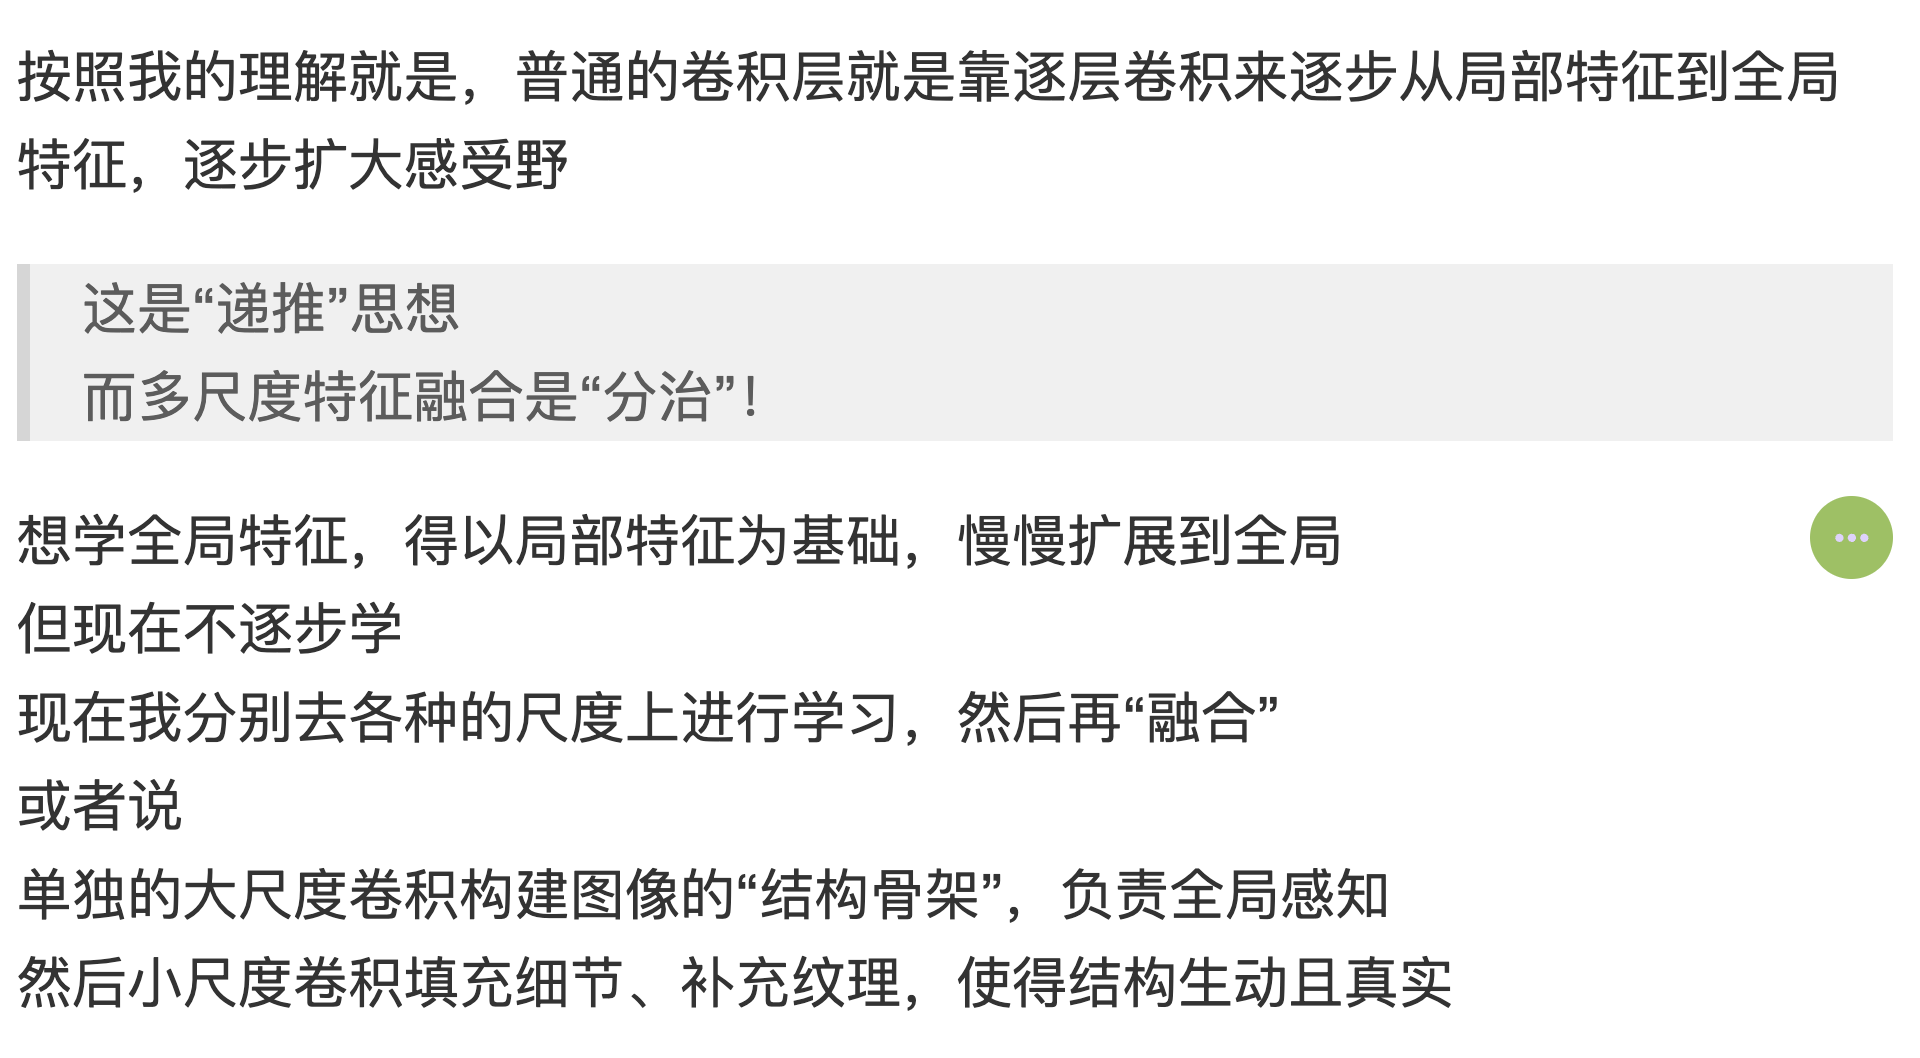 按照我的理解就是，普通的卷积层就是靠逐层卷积来逐步从局部特征到全局
特征，逐步扩大感受野
这是“递推”思想
而多尺度特征融合是“分治”！
想学全局特征，得以局部特征为基础，慢慢扩展到全局
但现在不逐步学
现在我分别去各种的尺度上进行学习，然后再“融合”
或者说
单独的大尺度卷积构建图像的“结构骨架”，负责全局感知
然后小尺度卷积填充细节、补充纹理，使得结构生动且真实